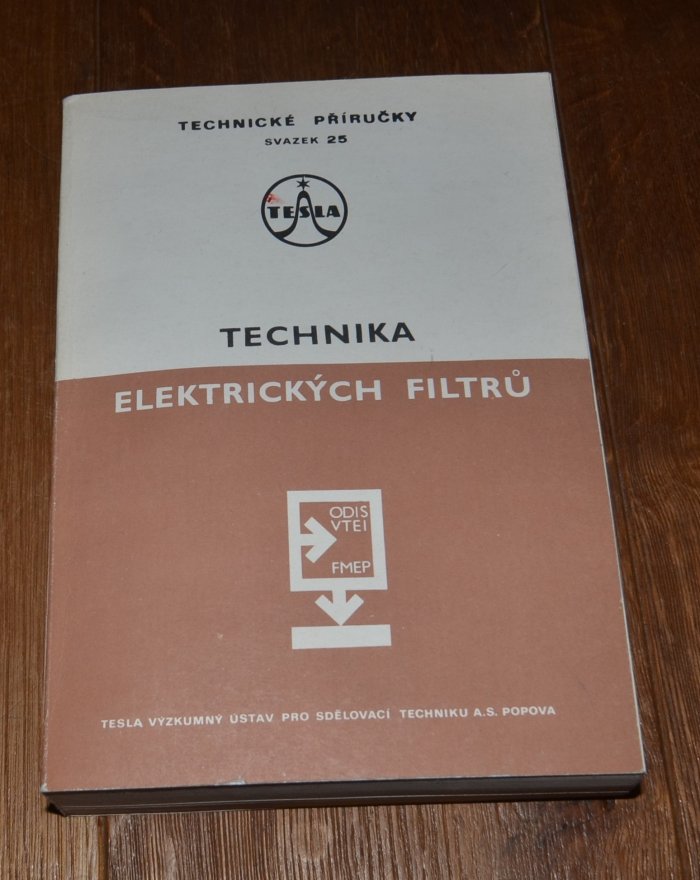 TECHNICKÉ PŘÍRUČKY
SVAZEK 25
TESLA
TECHNIKA
ELEKTRICKÝCH FILTRŮ
ODIS
VTEI
FMEP
TESLA VÝZKUMNÝ ÚSTAV PRO SDĚLOVACÍ TECHNIKU A.S. POPOVA